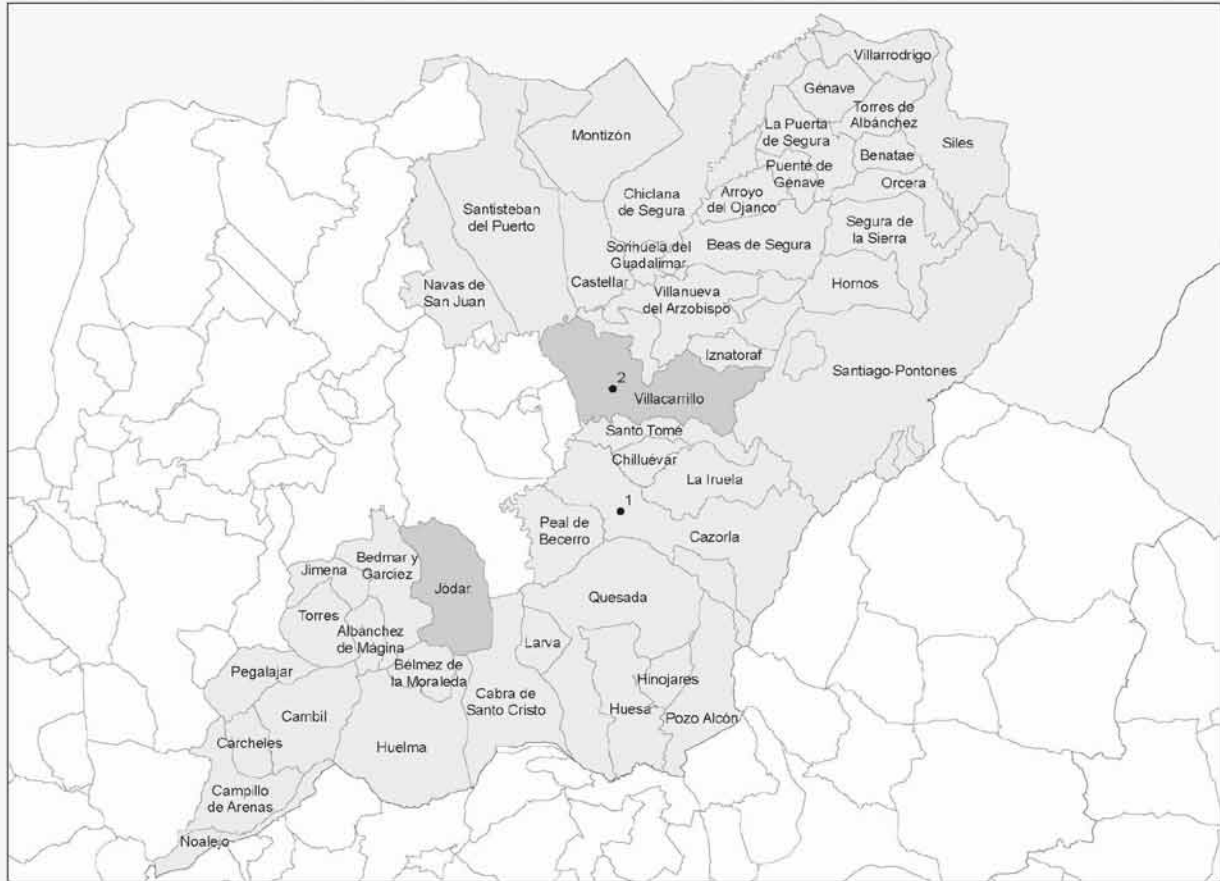 Villarrodrigo
Génave
Torres de
Albánchez
Montizón
La Puerta
de Segura
Siles
Benatae
Puente de
Génave
Orcera
Chiclana
de Segura
Arroyo
del Ojanco
Santisteban
del Puerto
Segura de
la Sierra
Sorihuela del
Guadalimar
Beas de Segura
Navas de
San Juan
Castellar
Villanueva
del Arzobispo
Hornos
Iznatoraf
Santiago-Pontones
2
Villacarrillo
Santo Tomé
Chilluévar
La Iruela
1
Peal de
Becerro
Cazorla
Bedmar y
Garciez
Jimena
Jodar
Quesada
Torres
Albánchez
de Mágina
Larva
Pegalajar
Bélmez de
la Moraleda
Hinojares
Cabra de
Santo Cristo
Huesa
Pozo Alcón
Cambil
Carcheles
Huelma
Campillo
de Arenas
Noalejo